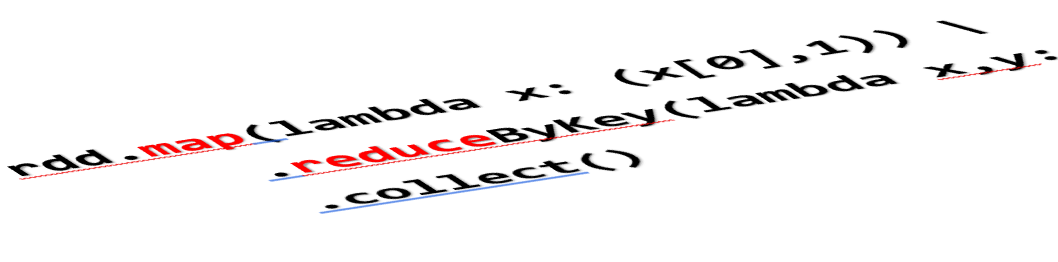 rdd.map(lambda x: (x[0],1)) \
.reduceByKey(lambda x,y:
.collect()